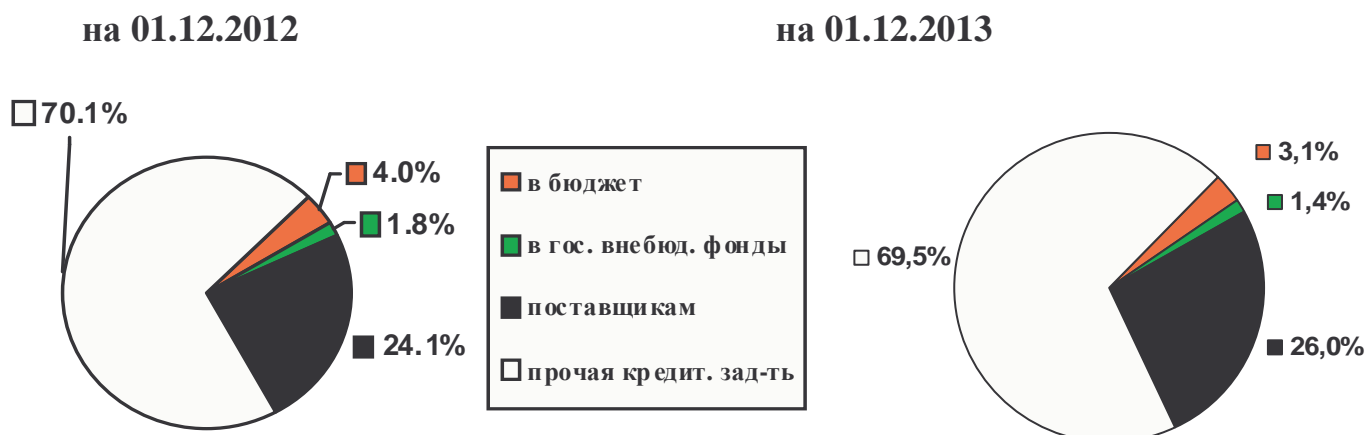 на 01.12.2012
на 01.12.2013
70.1%
4.0%
1.8%
24.1%
в бюджет
в гос. внебюд. фонды
поставщикам
прочая кредит. зад-ть
3,1%
1,4%
69,5%
26,0%